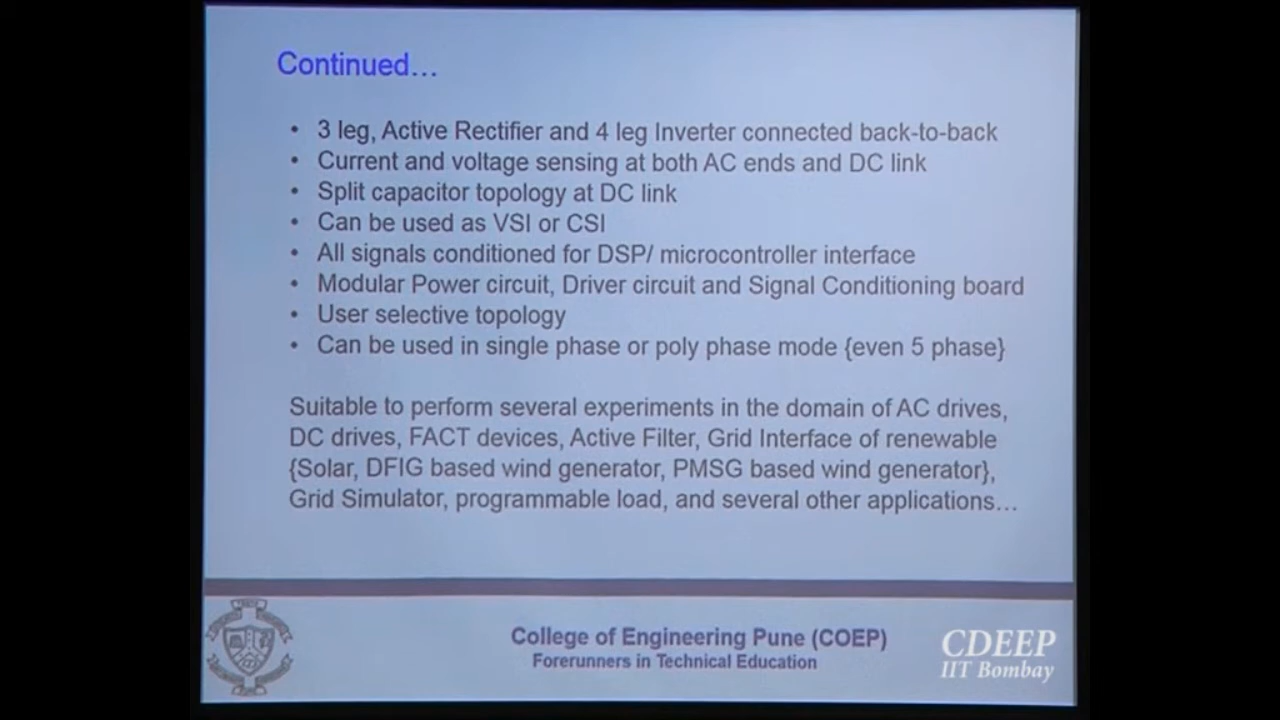 Continued...
• 3 leg, Active Rectifier and 4 leg Inverter connected back-to-back
• Current and voltage sensing at both AC ends and DC link
• Split capacitor topology at DC link
• Can be used as VSI or CSI
• All signals conditioned for DSP/ microcontroller interface
• Modular Power circuit, Driver circuit and Signal Conditioning board
• User selective topology
• Can be used in single phase or poly phase mode {even 5 phase}
Suitable to perform several experiments in the domain of AC drives,
DC drives, FACT devices, Active Filter, Grid Interface of renewable
{Solar, DFIG based wind generator, PMSG based wind generator},
Grid Simulator, programmable load, and several other applications...
College of Engineering Pune (COEP)
Forerunners in Technical Education
CDEEP
IIT Bombay